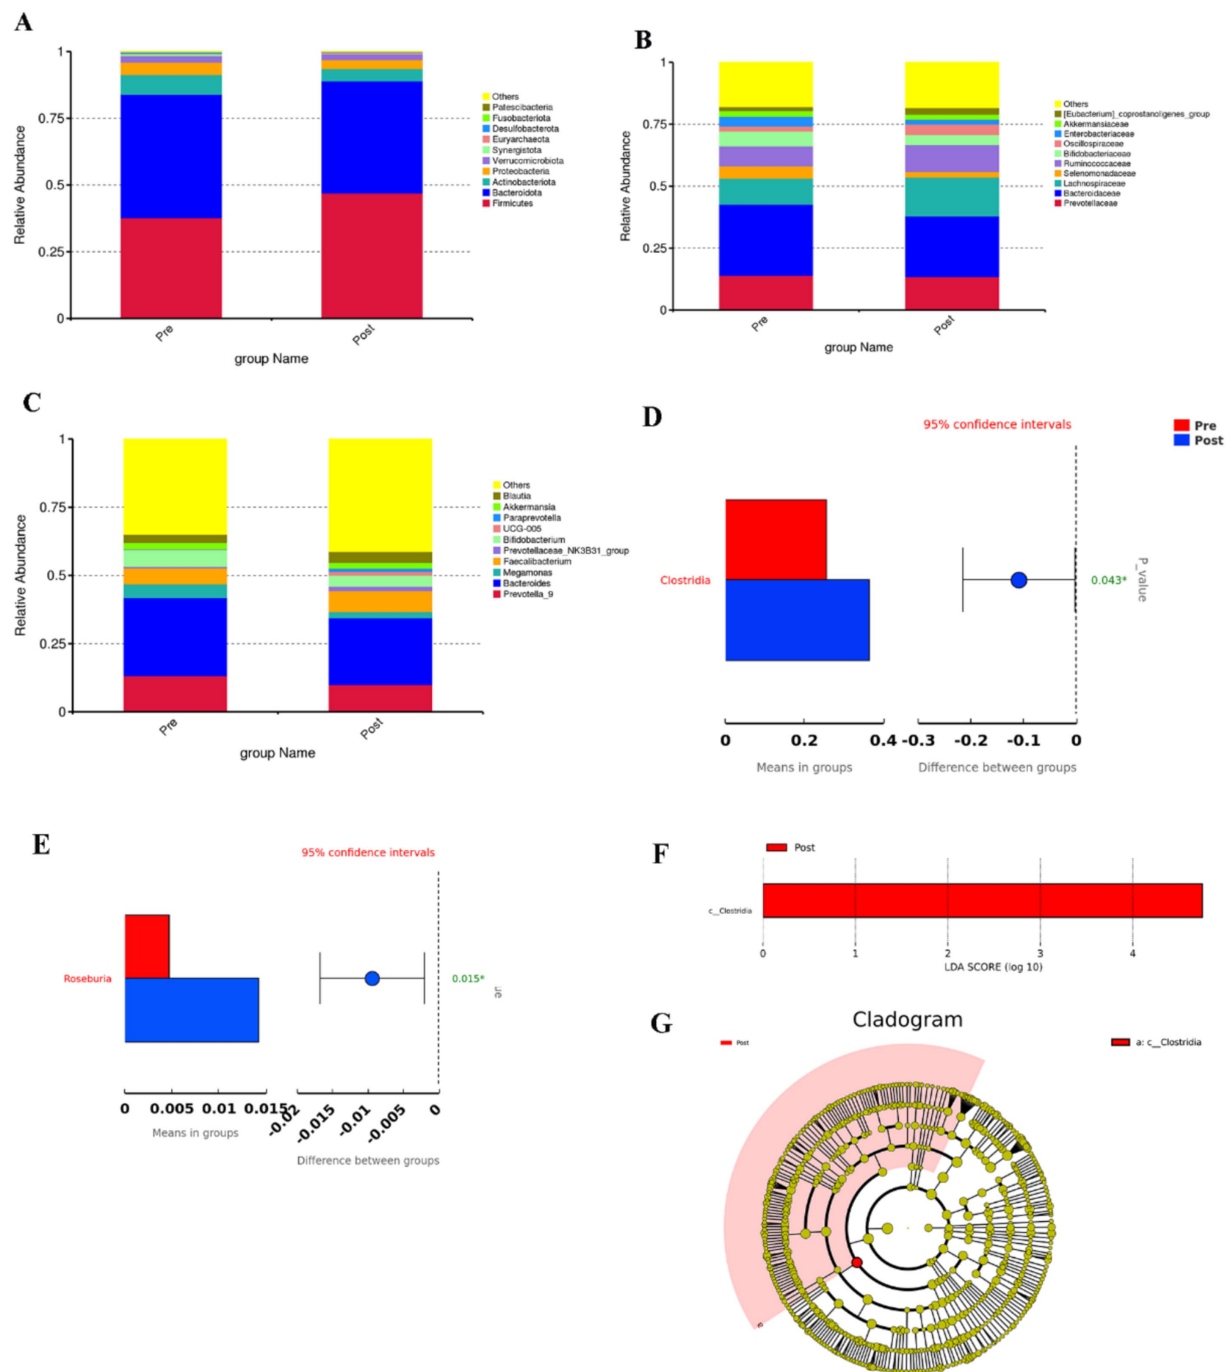 A
1
0.75
0.5
0.25
0
Relative Abundance
Pre
Post
group Name
Others
Patescibacteria
Fusobacteriota
Desulfobacterota
Euryarchaeota
Synergistota
Verrucomicrobiota
Proteobacteria
Actinobacteriota
Bacteroidota
Firmicutes
B
1
0.75
0.5
0.25
0
Relative Abundance
Pre
Post
group Name
Others
[Eubacterium]_coprostanoligenes_group
Akkermansiaceae
Enterobacteriaceae
Oscillospiraceae
Bifidobacteriaceae
Ruminococcaceae
Selenomonadaceae
Lachnospiraceae
Bacteroidaceae
Prevotellaceae
C
1
0.75
0.5
0.25
0
Relative Abundance
Pre
Post
group Name
Others
Blautia
Akkermansia
Paraprevotella
UCG-005
Bifidobacterium
Prevotellaceae_NK3B31_group
Faecalibacterium
Megamonas
Bacteroides
Prevotella_9
D
95% confidence intervals
Pre
Post
Clostridia
0.043*
P_value
0 0.2 0.4 -0.3 -0.2 -0.1 0
Means in groups
Difference between groups
E
95% confidence intervals
Roseburia
0.015*
ue
0 0.005 0.01 0.015 -0.02 -0.015 -0.01 -0.005 0
Means in groups
Difference between groups
F
Post
c__Clostridia
0 1 2 3 4
LDA SCORE (log 10)
G
Cladogram
Post
a: c__Clostridia
a